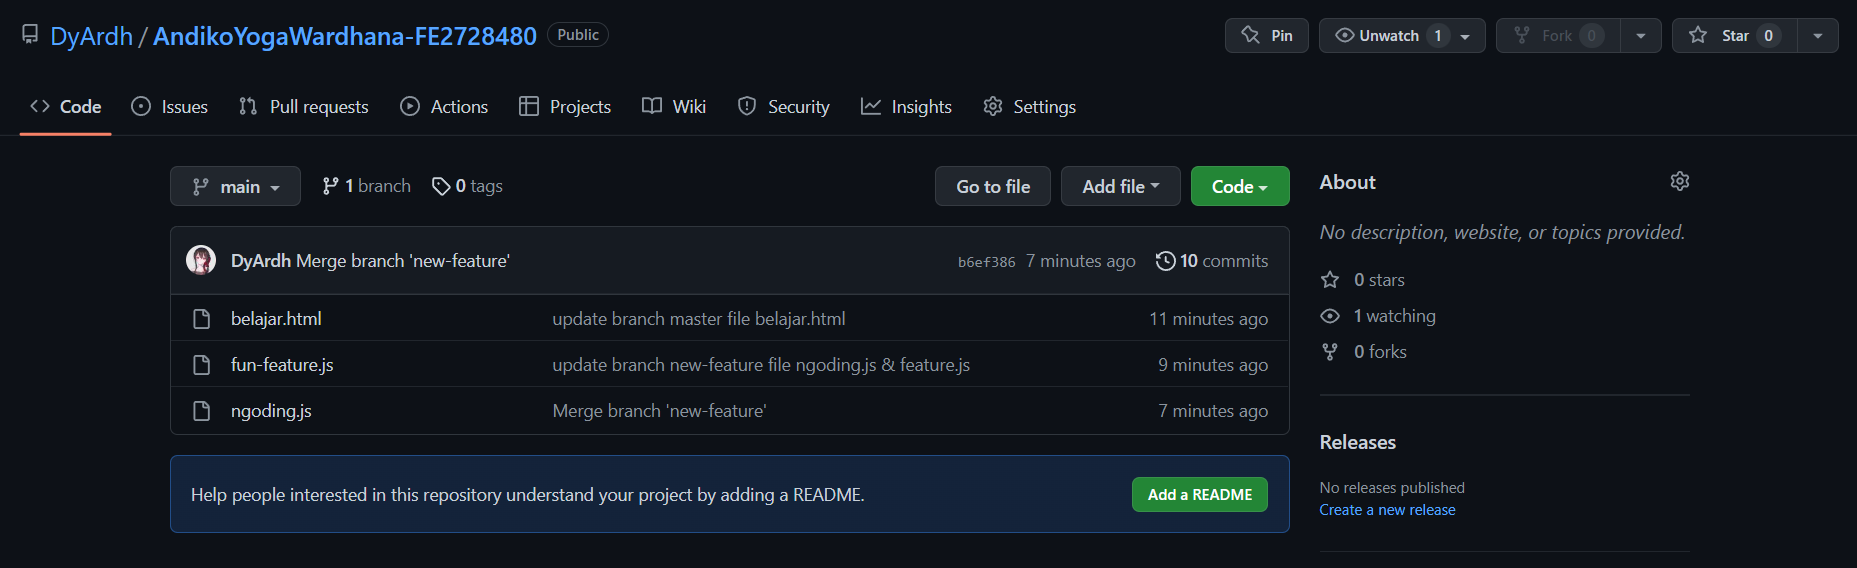 DyArdh / AndikoYogaWardhana-FE2728480 Public
Pin Unwatch 1 Fork 0 Star 0
Code Issues Pull requests Actions Projects Wiki Security Insights Settings
main 1 branch 0 tags Go to file Add file Code
DyArdh Merge branch 'new-feature' b6ef386 7 minutes ago 10 commits
belajar.html update branch master file belajar.html 11 minutes ago
fun-feature.js update branch new-feature file ngoding.js & feature.js 9 minutes ago
ngoding.js Merge branch 'new-feature' 7 minutes ago
Help people interested in this repository understand your project by adding a README. Add a README
About
No description, website, or topics provided.
0 stars
1 watching
0 forks
Releases
No releases published
Create a new release